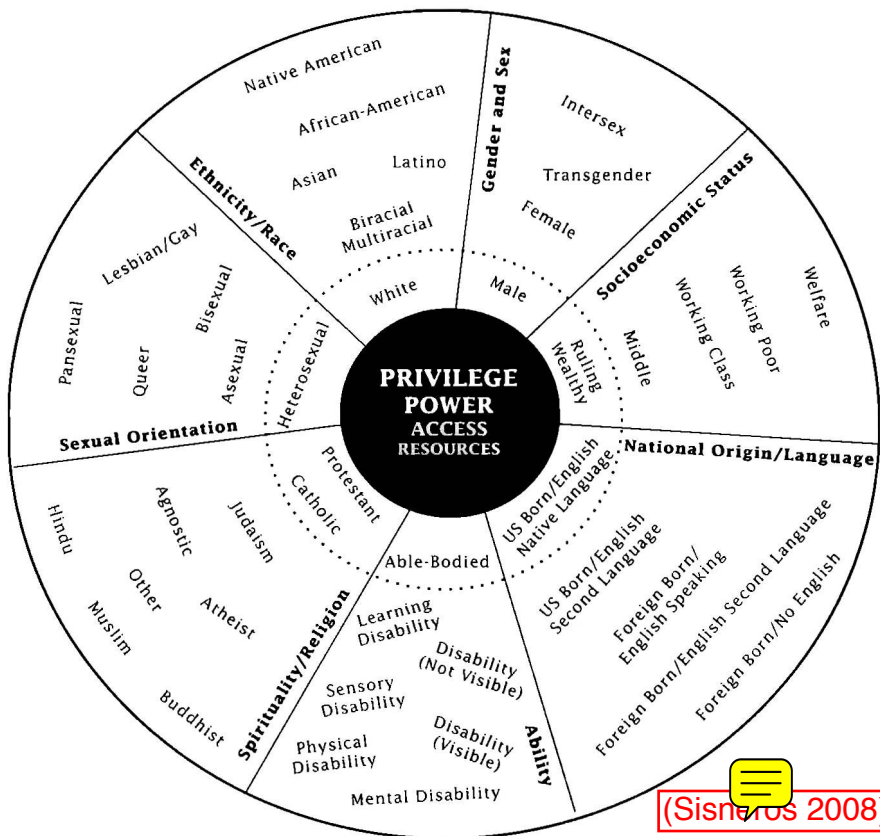 PRIVILEGE
POWER
ACCESS
RESOURCES
Ethnicity/Race
Native American
African-American
Asian
Latino
Biracial
Multiracial
White
Gender and Sex
Intersex
Transgender
Female
Male
Socioeconomic Status
Welfare
Working Poor
Working Class
Middle
Ruling
Wealthy
National Origin/Language
US Born/English
Native Language
US Born/English
Second Language
Foreign Born/
English Speaking
Foreign Born/English Second Language
Foreign Born/No English
Ability
Able-Bodied
Learning
Disability
Disability
(Not Visible)
Sensory
Disability
Disability
(Visible)
Physical
Disability
Mental Disability
Spirituality/Religion
Protestant
Catholic
Judaism
Agnostic
Hindu
Atheist
Other
Muslim
Buddhist
Sexual Orientation
Heterosexual
Asexual
Bisexual
Queer
Lesbian/Gay
Pansexual
(Sisneros 2008)